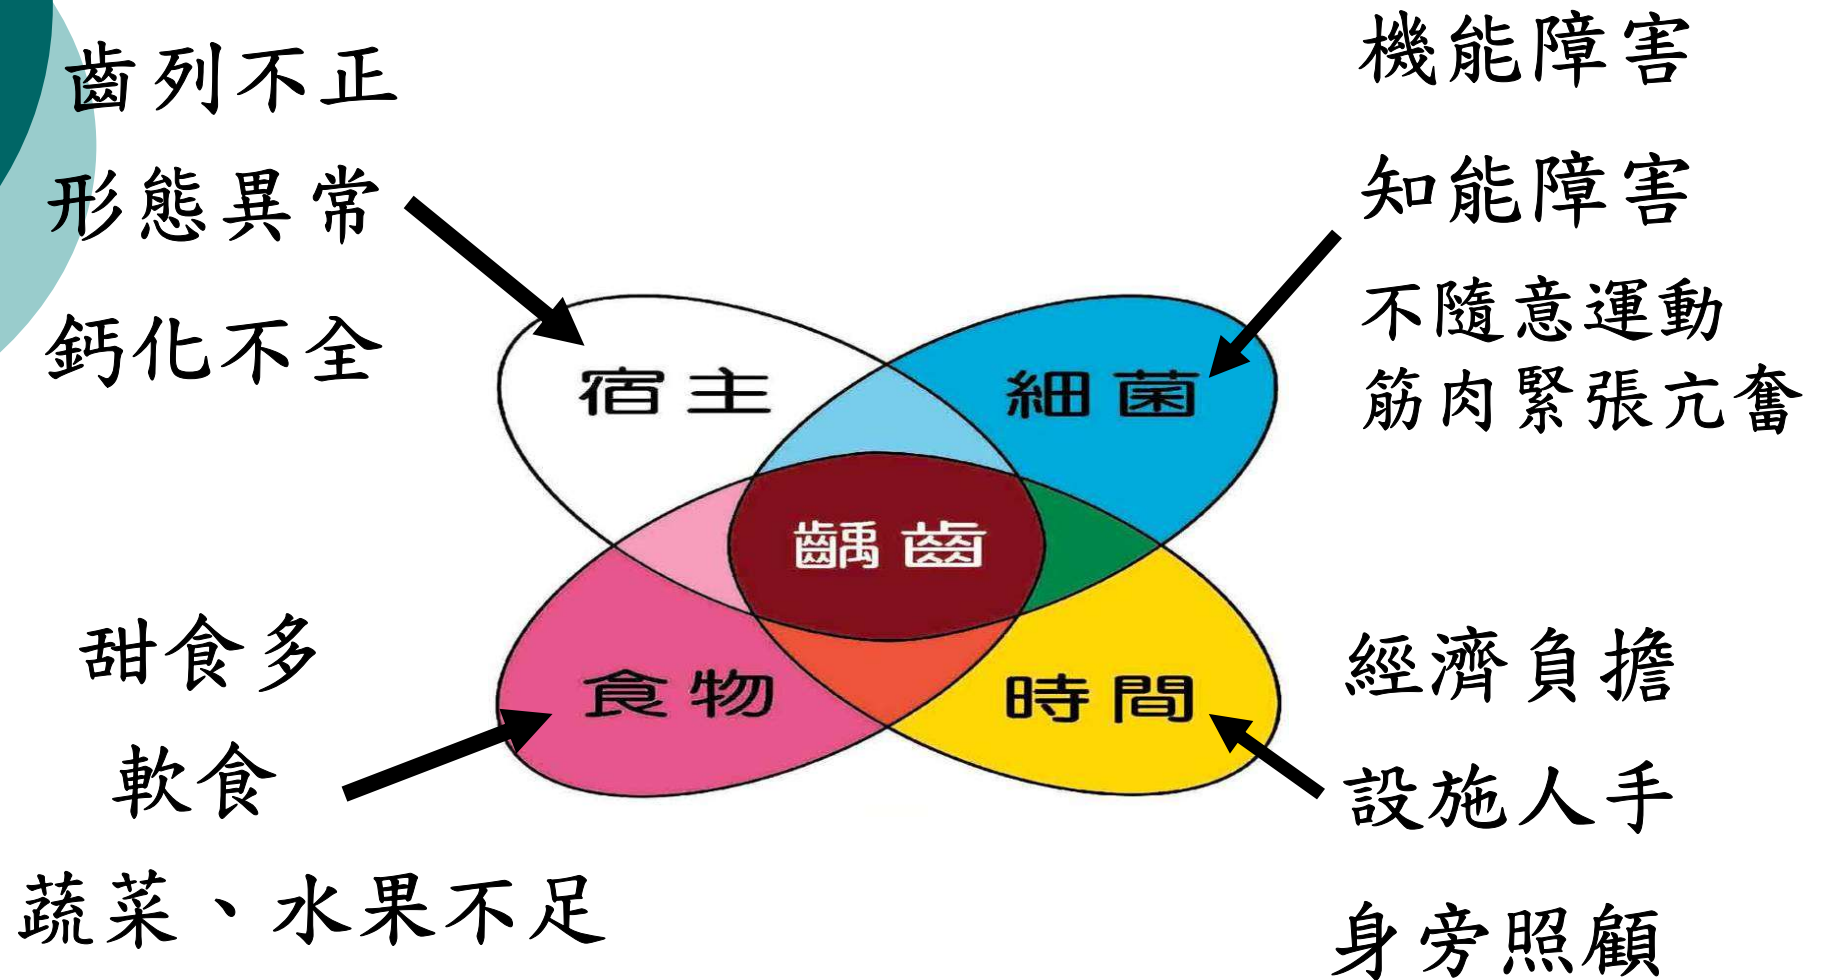 齒列不正
形態異常
鈣化不全
機能障害
知能障害
不隨意運動
筋肉緊張亢奮
宿主
細菌
齲齒
食物
時間
甜食多
軟食
蔬菜、水果不足
經濟負擔
設施人手
身旁照顧